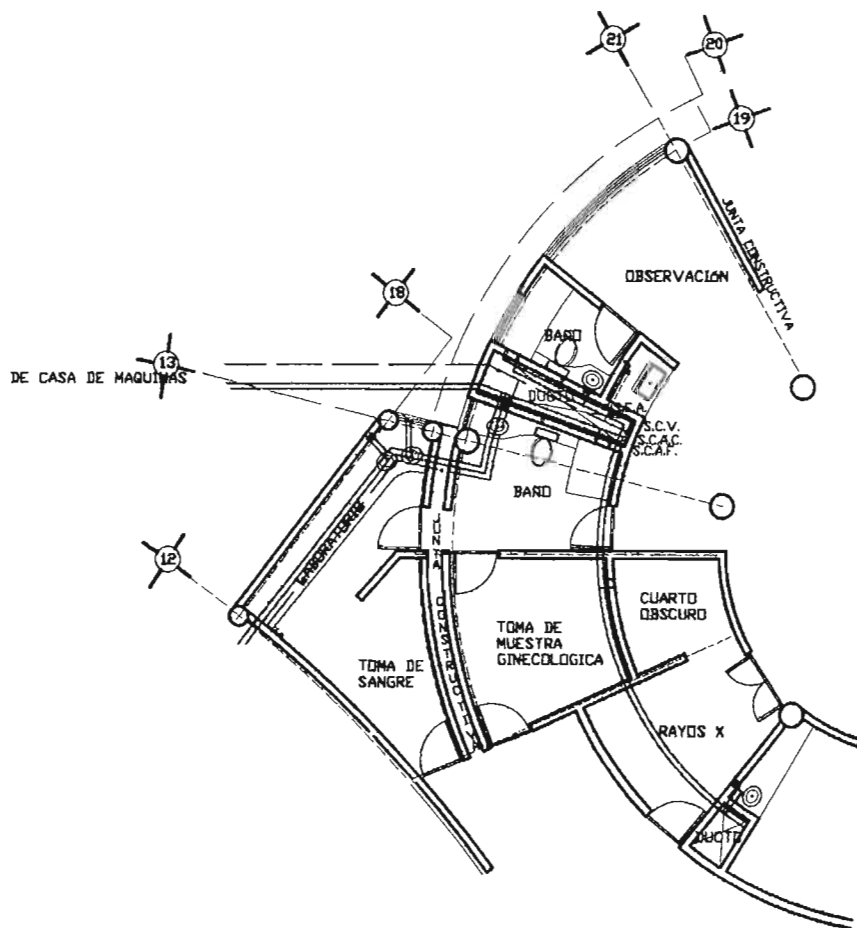 21
20
19
JUNTA CONSTRUCTIVA
OBSERVACION
18
BAÑO
13
DE CASA DE MAQUINAS
DUCTO
S.C.V.
S.C.A.C.
S.C.A.F.
BAÑO
LABORATORIO
12
JUNTA CONSTRUCTIVA
CUARTO
OBSCURO
TOMA DE
MUESTRA
GINECOLOGICA
TOMA DE
SANGRE
RAYOS X
DUCTO